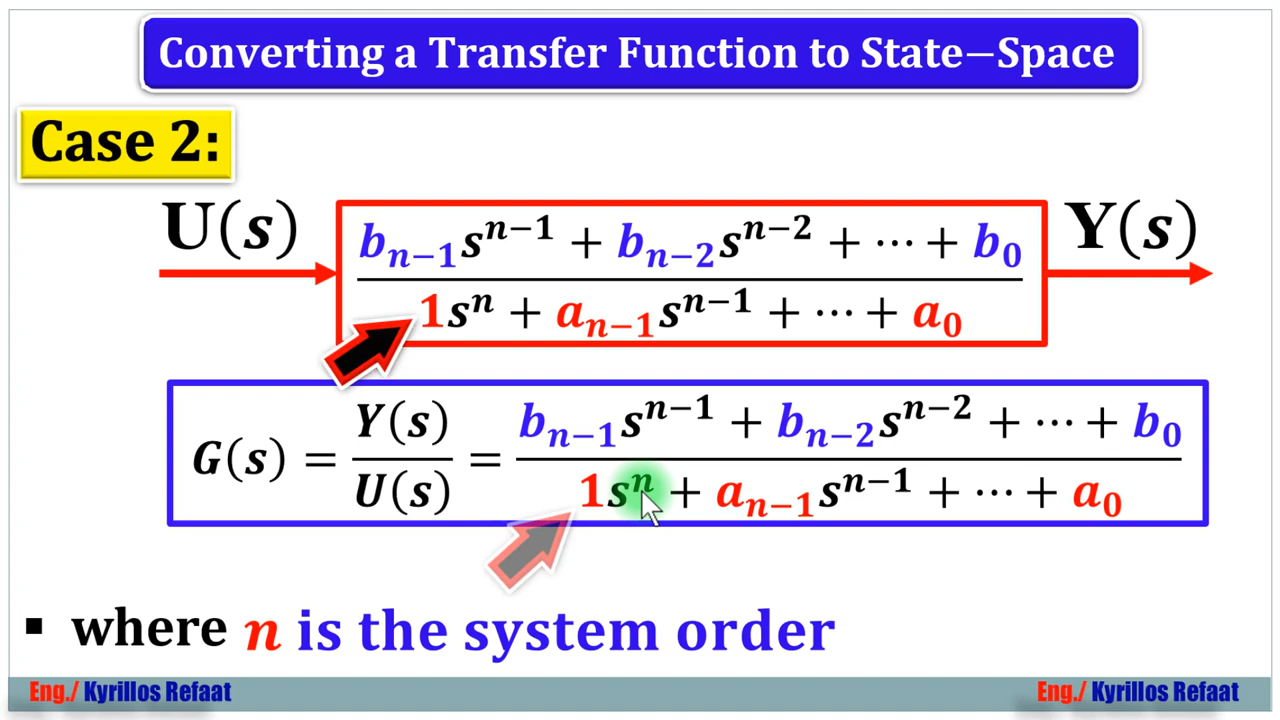 Converting a Transfer Function to State−Space
Case 2:
U(s)
b_{n−1}s^{n−1} + b_{n−2}s^{n−2} + ⋯ + b_0
1s^n + a_{n−1}s^{n−1} + ⋯ + a_0
Y(s)
G(s) = Y(s)/U(s) = (b_{n−1}s^{n−1} + b_{n−2}s^{n−2} + ⋯ + b_0)/(1s^n + a_{n−1}s^{n−1} + ⋯ + a_0)
▪ where n is the system order
Eng./ Kyrillos Refaat
Eng./ Kyrillos Refaat